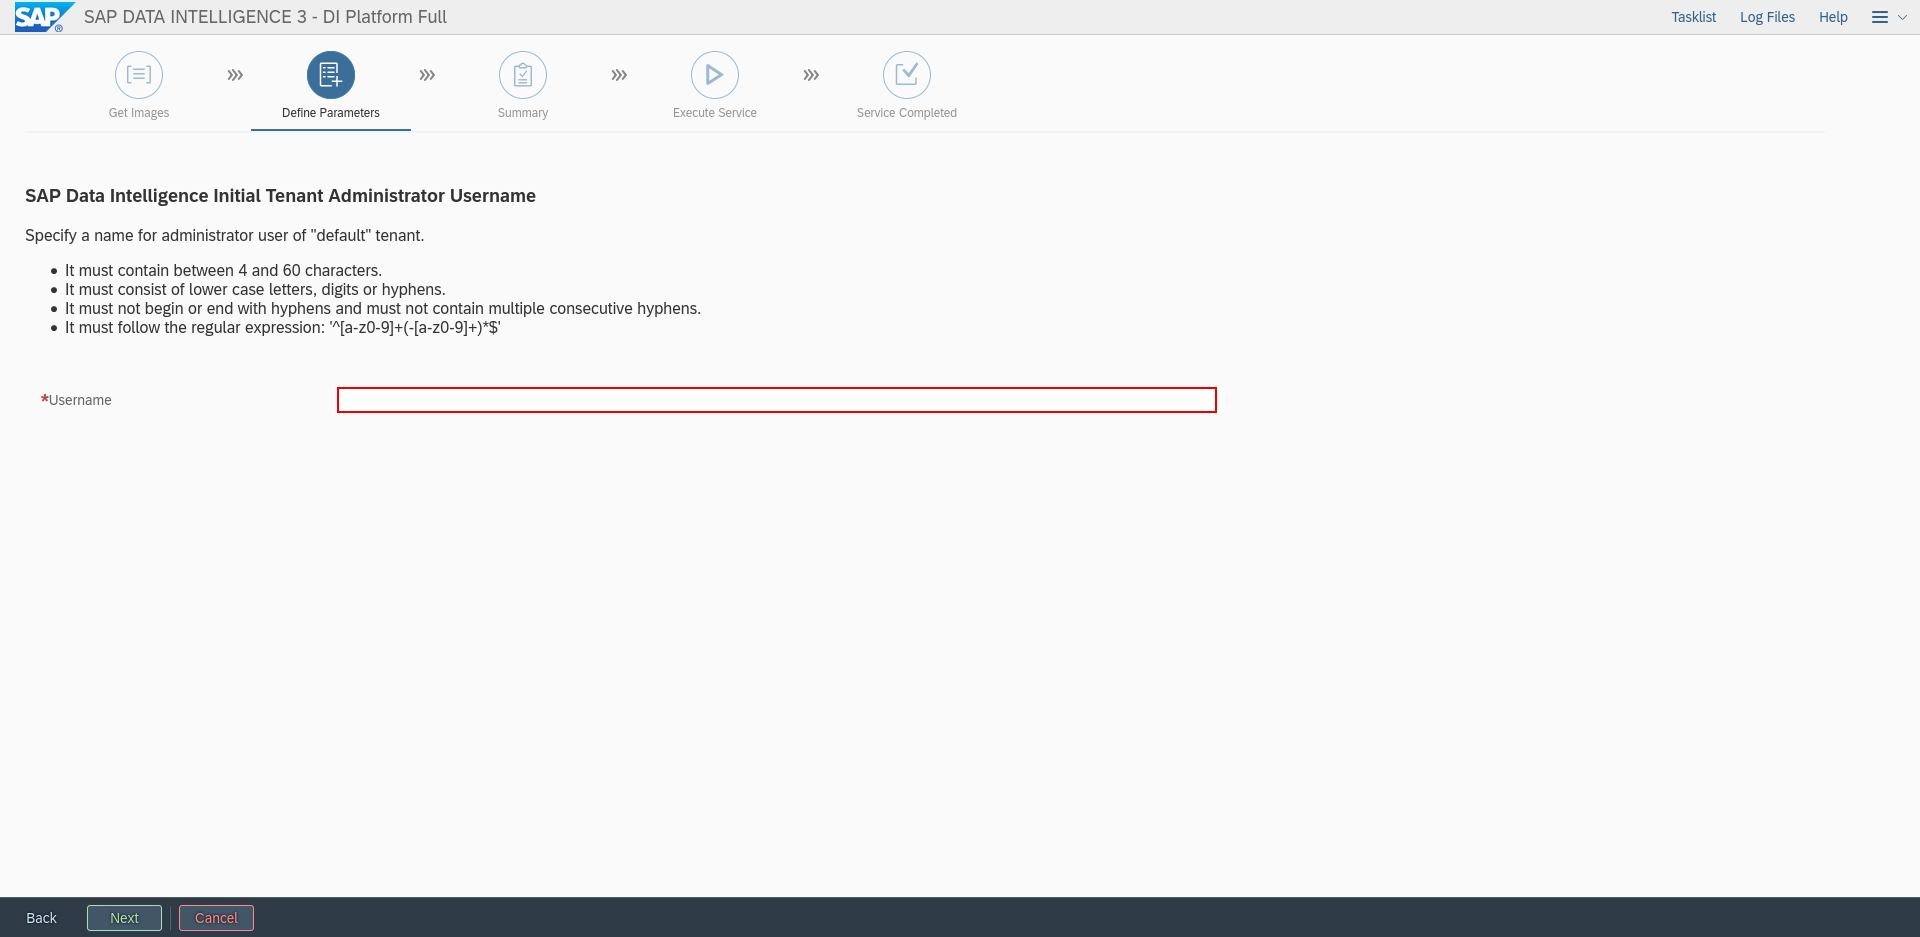 SAP® SAP DATA INTELLIGENCE 3 - DI Platform Full Tasklist Log Files Help
Get Images Define Parameters Summary Execute Service Service Completed
SAP Data Intelligence Initial Tenant Administrator Username
Specify a name for administrator user of "default" tenant.
• It must contain between 4 and 60 characters.
• It must consist of lower case letters, digits or hyphens.
• It must not begin or end with hyphens and must not contain multiple consecutive hyphens.
• It must follow the regular expression: '^[a-z0-9]+(-[a-z0-9]+)*$'
*Username
Back Next Cancel